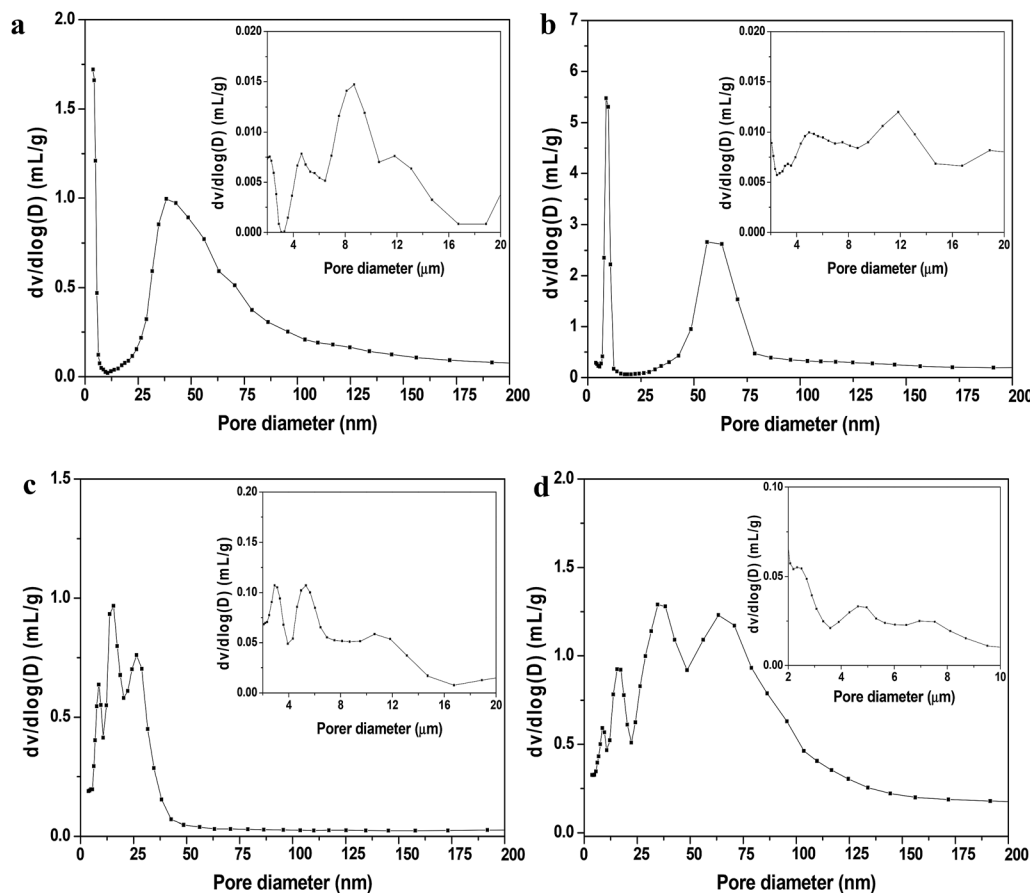 a
dv/dlog(D) (mL/g)
2.0
1.5
1.0
0.5
0.0
0 25 50 75 100 125 150 175 200
Pore diameter (nm)
dv/dlog(D) (mL/g)
0.020
0.015
0.010
0.005
0.000
4 8 12 16 20
Pore diameter (μm)
b
dv/dlog(D) (mL/g)
7
6
5
4
3
2
1
0
0 25 50 75 100 125 150 175 200
Pore diameter (nm)
dv/dlog(D) (mL/g)
0.020
0.015
0.010
0.005
0.000
4 8 12 16 20
Pore diameter (μm)
c
dv/dlog(D) (mL/g)
1.5
1.0
0.5
0.0
0 25 50 75 100 125 150 175 200
Pore diameter (nm)
dv/dlog(D) (mL/g)
0.20
0.15
0.10
0.05
0.00
4 8 12 16 20
Pore diameter (μm)
d
dv/dlog(D) (mL/g)
2.0
1.5
1.0
0.5
0.0
0 25 50 75 100 125 150 175 200
Pore diameter (nm)
dv/dlog(D) (mL/g)
0.10
0.05
0.00
2 4 6 8 10
Pore diameter (μm)